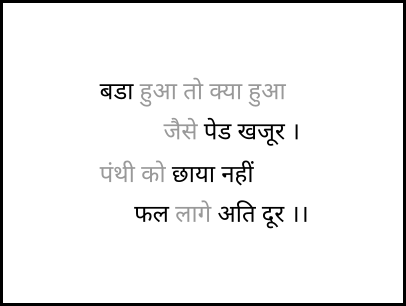 बडा हुआ तो क्या हुआ
जैसे पेड खजूर ।
पंथी को छाया नहीं
फल लागे अति दूर ।।